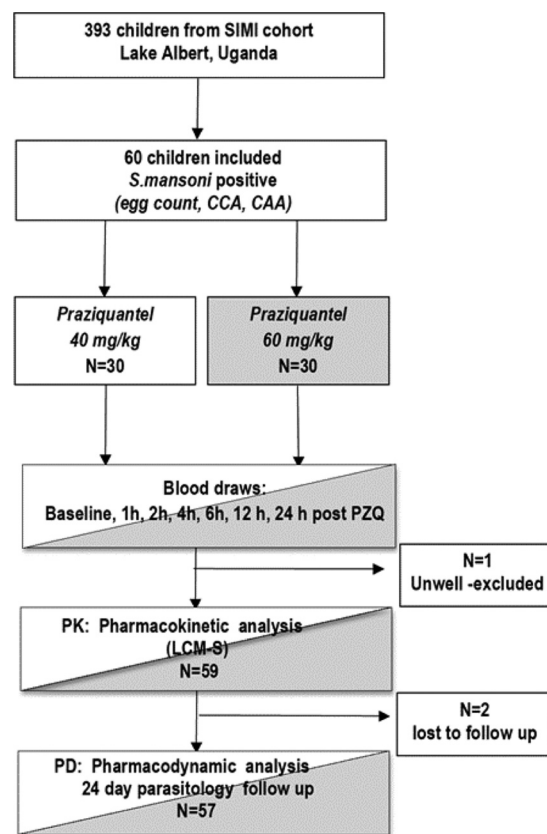 393 children from SIMI cohort
Lake Albert, Uganda
60 children included
S.mansoni positive
(egg count, CCA, CAA)
Praziquantel
40 mg/kg
N=30
Praziquantel
60 mg/kg
N=30
Blood draws:
Baseline, 1h, 2h, 4h, 6h, 12 h, 24 h post PZQ
N=1
Unwell -excluded
PK: Pharmacokinetic analysis
(LCM-S)
N=59
N=2
lost to follow up
PD: Pharmacodynamic analysis
24 day parasitology follow up
N=57